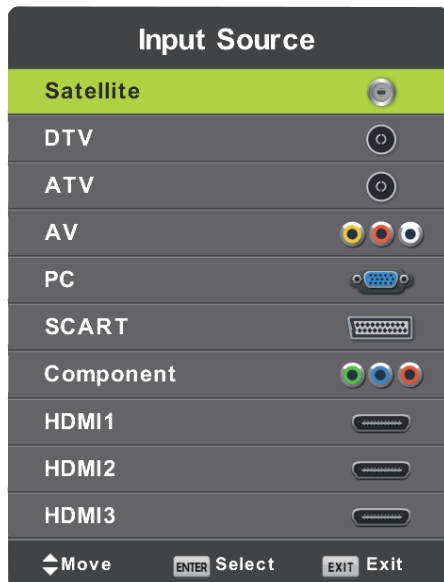 Input Source
Satellite
DTV
ATV
AV
PC
SCART
Component
HDMI1
HDMI2
HDMI3
Move ENTER Select EXIT Exit